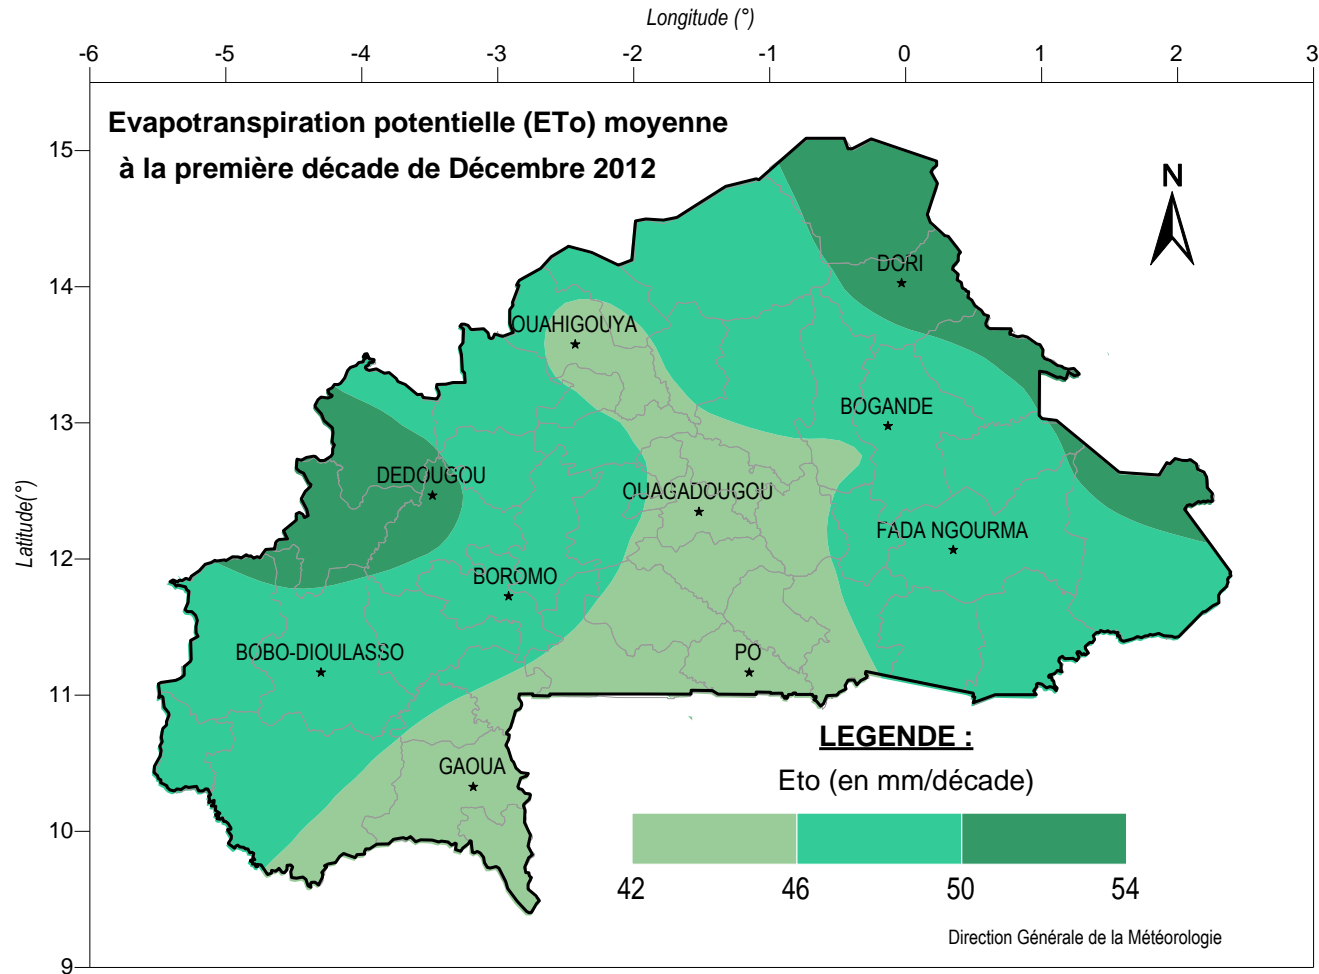 Longitude (°)
-6 -5 -4 -3 -2 -1 0 1 2 3
Evapotranspiration potentielle (ETo) moyenne
à la première décade de Décembre 2012
15
N
DORI
14
OUAHIGOUYA
BOGANDE
13
DEDOUGOU
OUAGADOUGOU
Latitude(°)
FADA NGOURMA
12
BOROMO
BOBO-DIOULASSO
PO
11
LEGENDE :
GAOUA
Eto (en mm/décade)
10
42 46 50 54
Direction Générale de la Météorologie
9